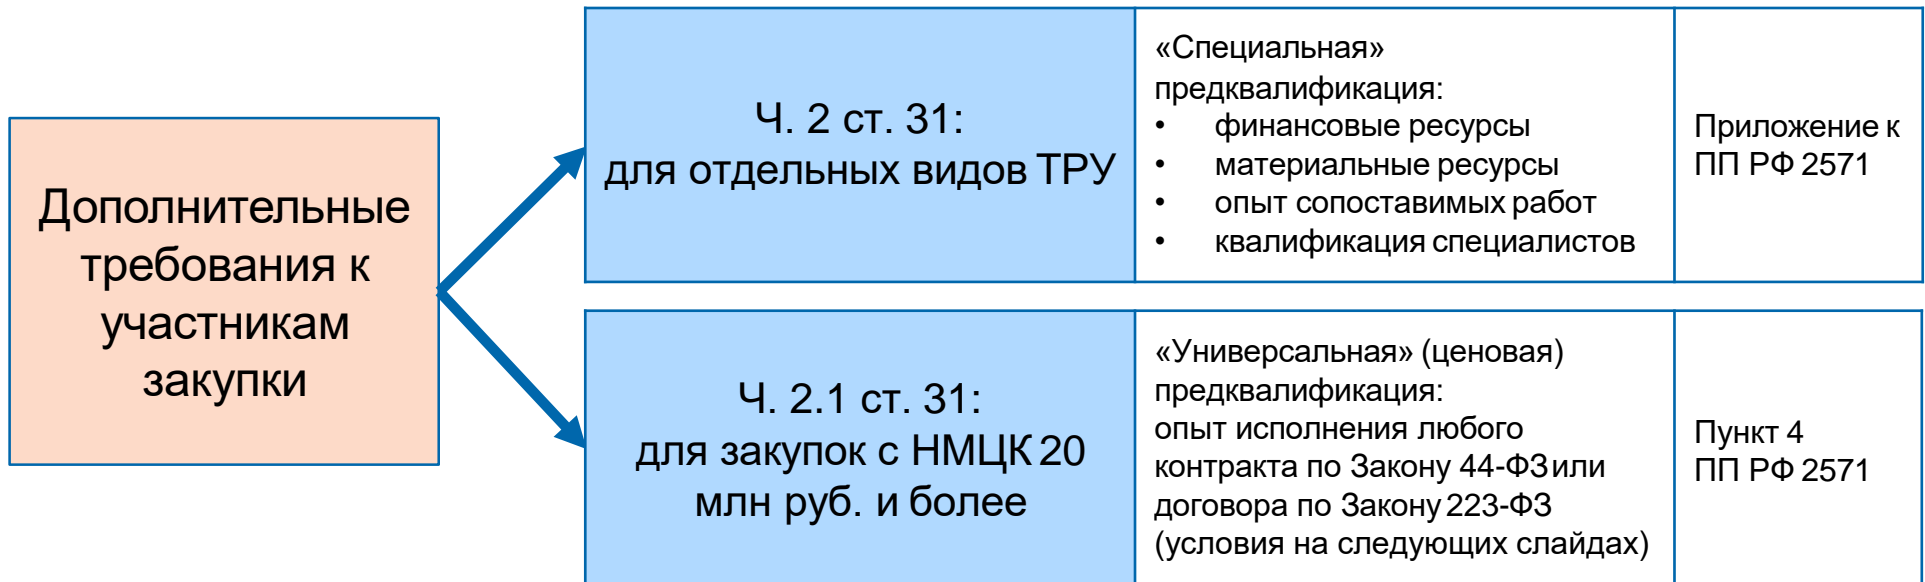 Дополнительные
требования к
участникам
закупки
Ч. 2 ст. 31:
для отдельных видов ТРУ
«Специальная»
предквалификация:
• финансовые ресурсы
• материальные ресурсы
• опыт сопоставимых работ
• квалификация специалистов
Приложение к
ПП РФ 2571
Ч. 2.1 ст. 31:
для закупок с НМЦК 20
млн руб. и более
«Универсальная» (ценовая)
предквалификация:
опыт исполнения любого
контракта по Закону 44-ФЗ или
договора по Закону 223-ФЗ
(условия на следующих слайдах)
Пункт 4
ПП РФ 2571